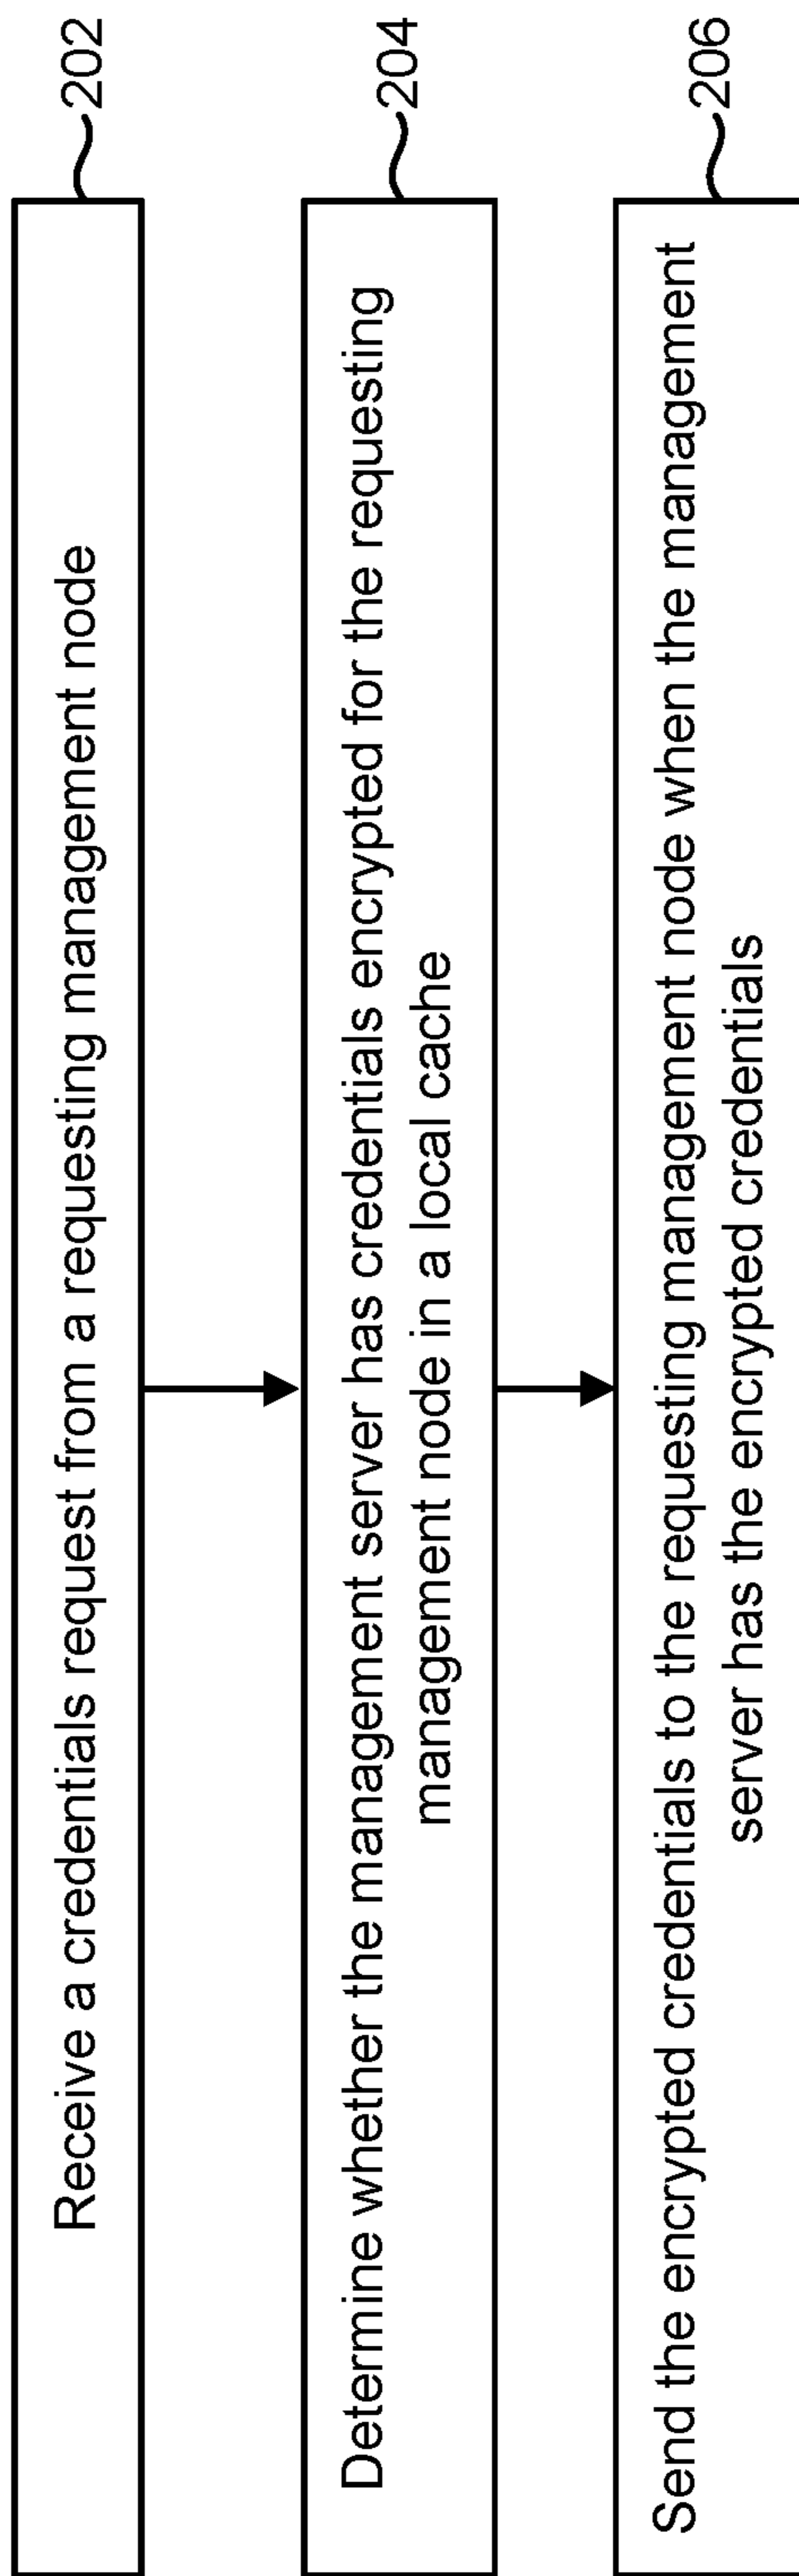 Receive a credentials request from a requesting management node
202
Determine whether the management server has credentials encrypted for the requesting
management node in a local cache
204
Send the encrypted credentials to the requesting management node when the management
server has the encrypted credentials
206